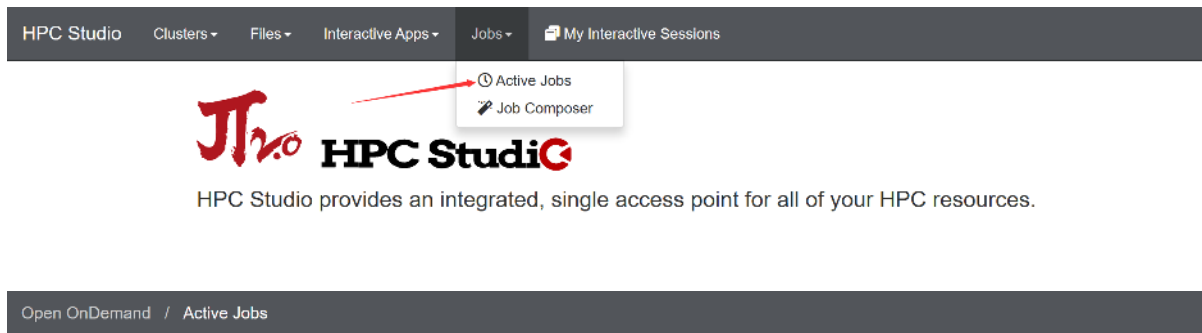 HPC Studio Clusters Files Interactive Apps Jobs My Interactive Sessions
Active Jobs
Job Composer
π2.0 HPC Studio
HPC Studio provides an integrated, single access point for all of your HPC resources.
Open OnDemand / Active Jobs